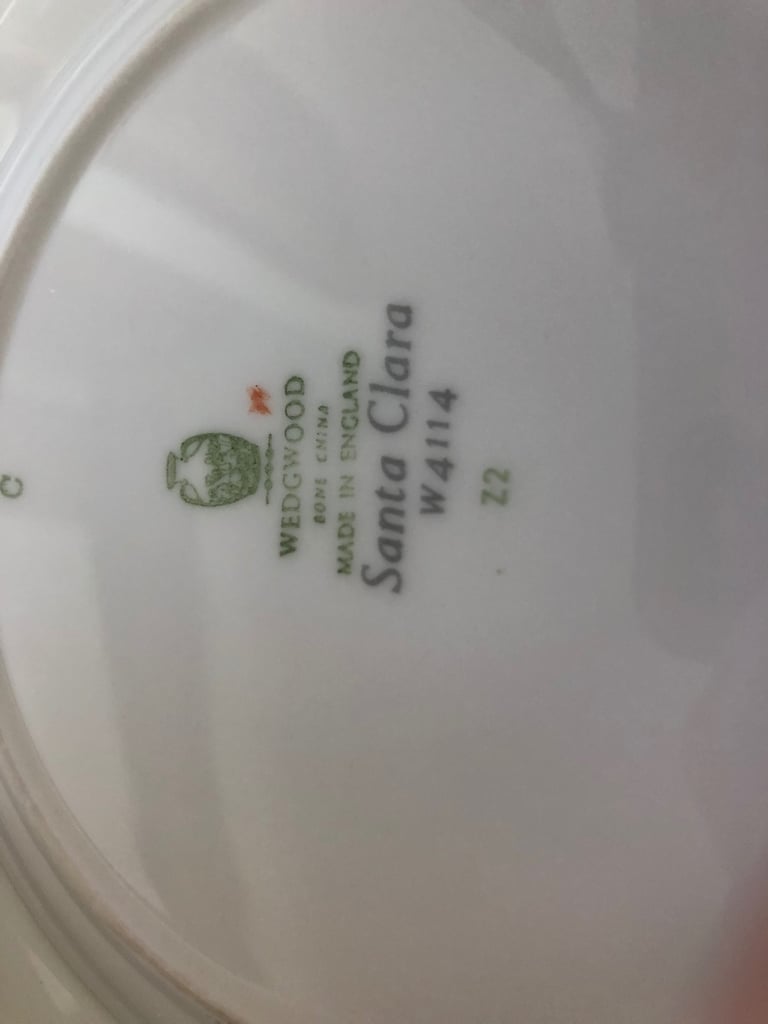 C
WEDGWOOD
BONE CHINA
MADE IN ENGLAND
Santa Clara
W4114
Z2